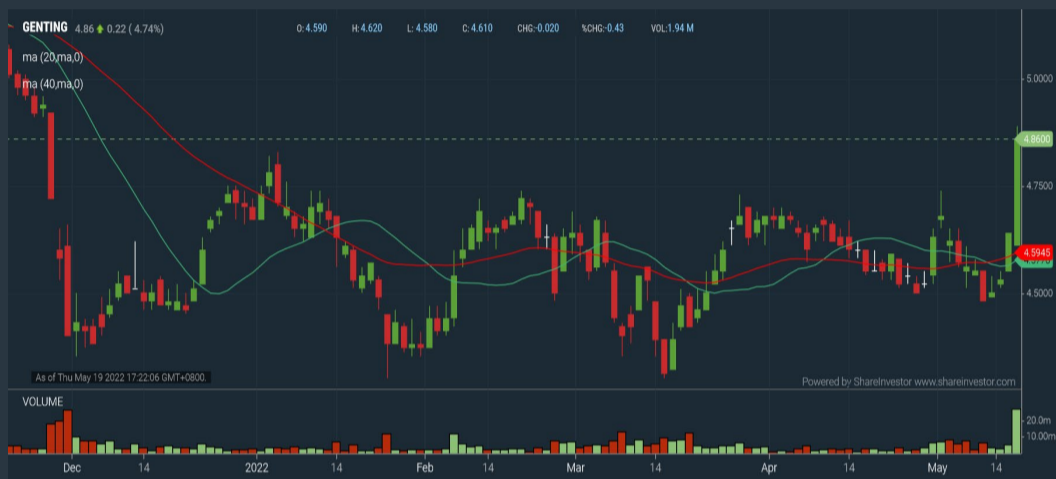 GENTING 4.86 0.22 ( 4.74%) O: 4.590 H: 4.620 L: 4.580 C: 4.610 CHG:-0.020 %CHG:-0.43 VOL:1.94 M
ma (20,ma,0)
ma (40,ma,0)
5.0000
4.8600
4.7500
4.5945
4.5000
As of Thu May 19 2022 17:22:06 GMT+0800.
Powered by ShareInvestor www.shareinvestor.com
VOLUME
20.0m
10.00m
Dec 14 2022 14 Feb 14 Mar 14 Apr 14 May 14